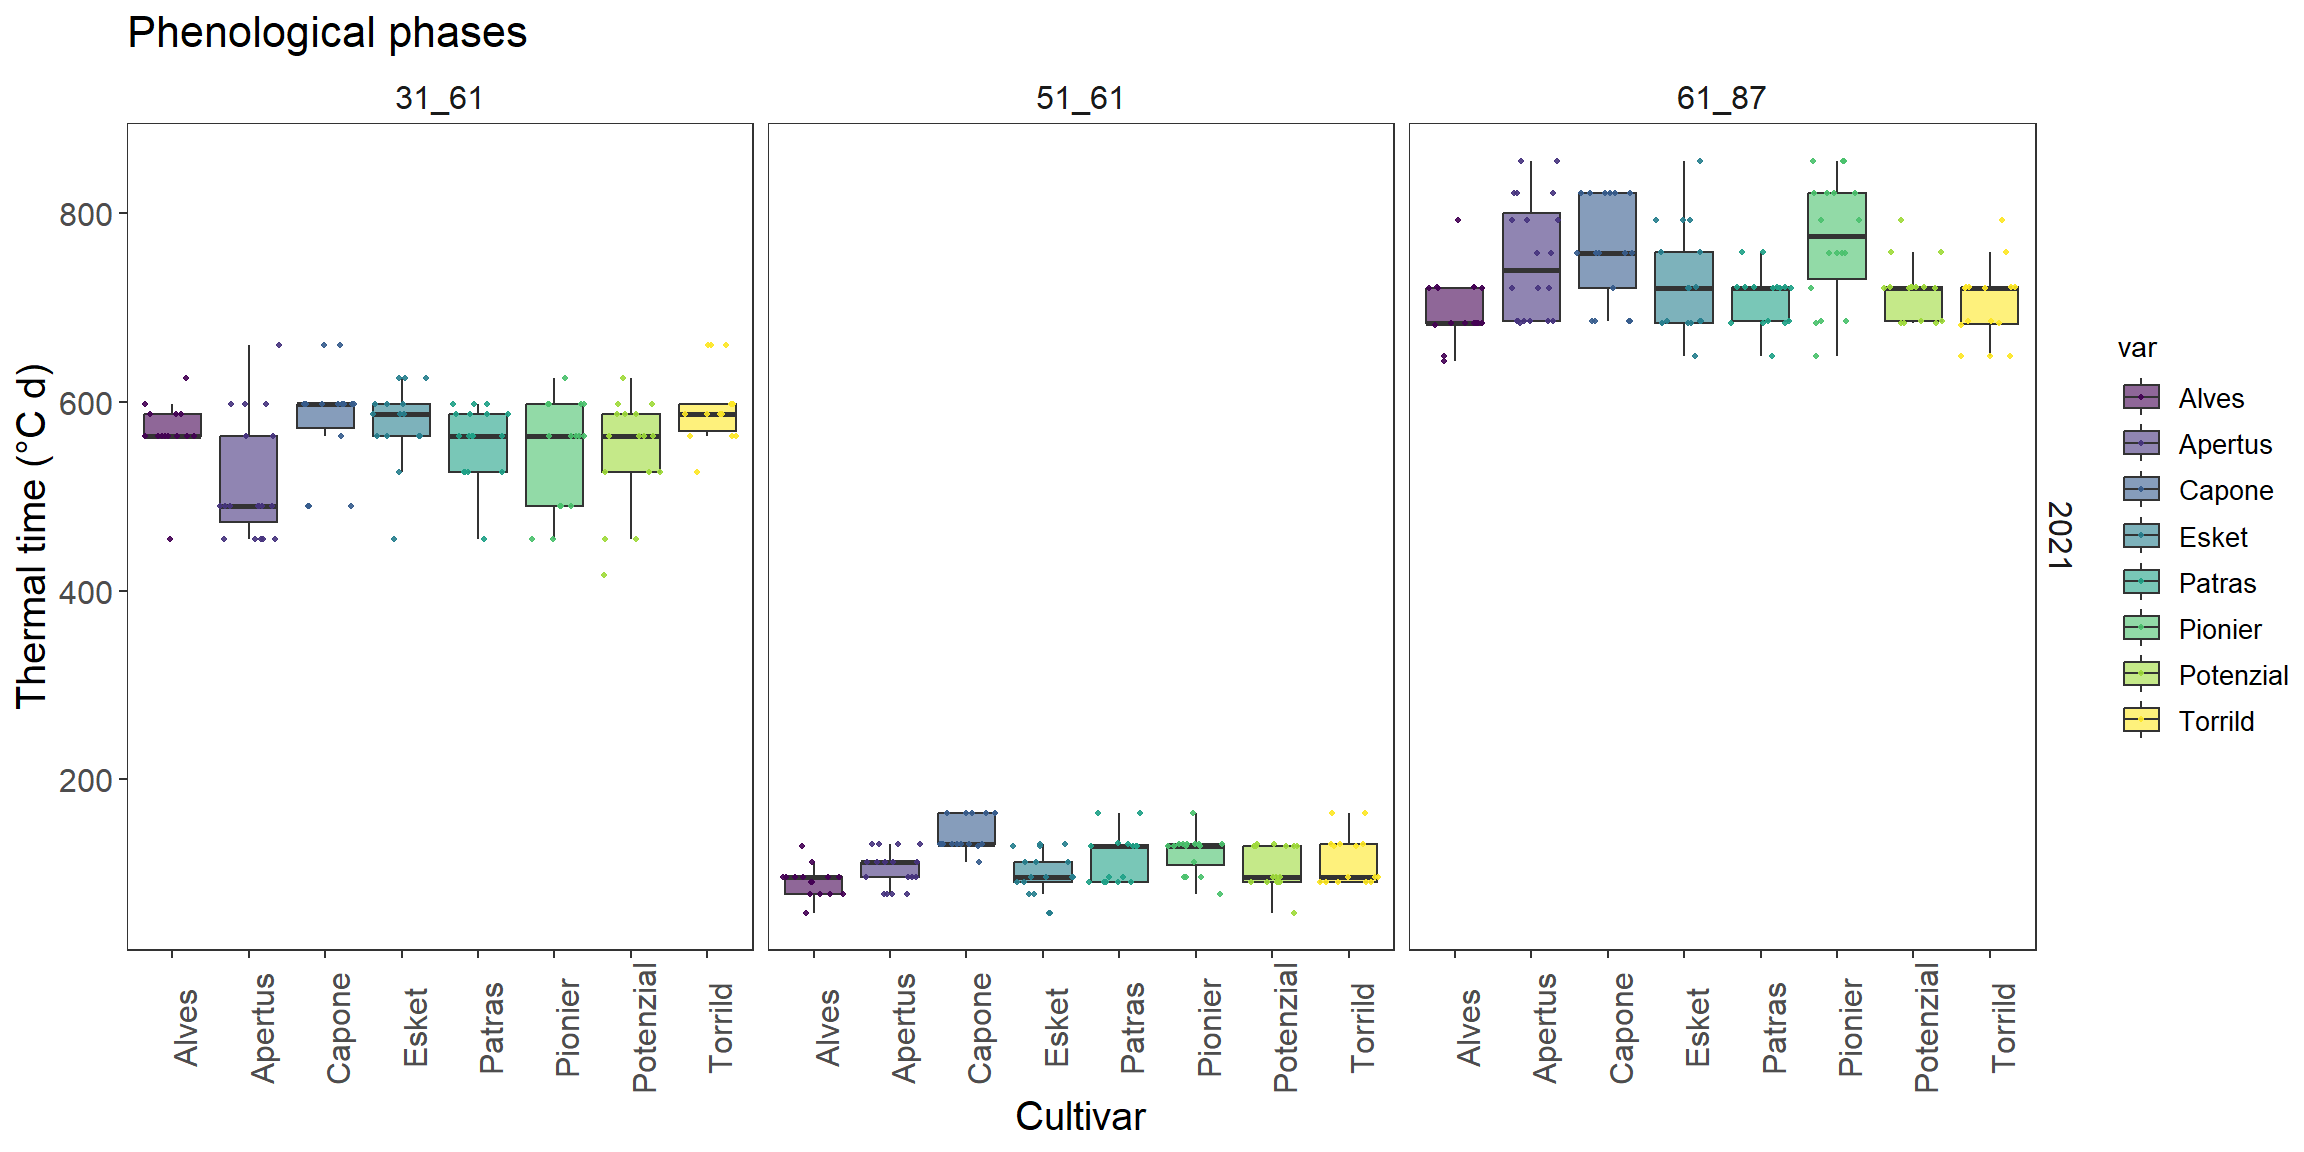 Phenological phases
31_61
51_61
61_87
Thermal time (°C d)
800
600
400
200
2021
Alves
Apertus
Capone
Esket
Patras
Pionier
Potenzial
Torrild
Alves
Apertus
Capone
Esket
Patras
Pionier
Potenzial
Torrild
Alves
Apertus
Capone
Esket
Patras
Pionier
Potenzial
Torrild
Cultivar
var
Alves
Apertus
Capone
Esket
Patras
Pionier
Potenzial
Torrild